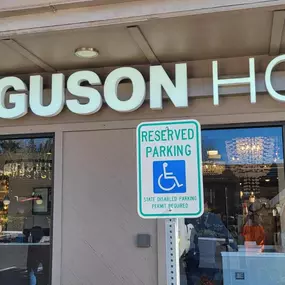 GUSON HO
RESERVED
PARKING
STATE DISABLED PARKING
PERMIT REQUIRED